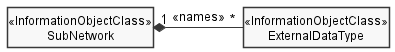 «InformationObjectClass»
SubNetwork
1 «names» *
«InformationObjectClass»
ExternalDataType